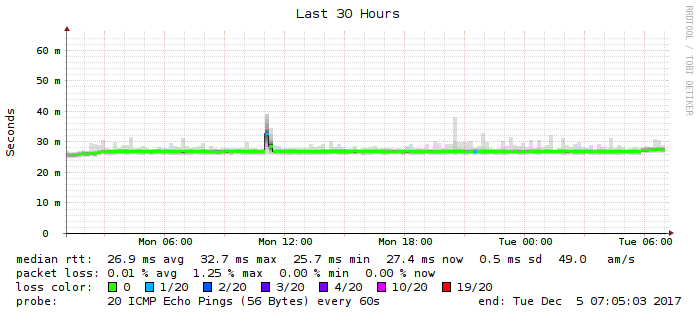 Last 30 Hours
RRDTOOL / TOBI OETIKER
Seconds
60 m
50 m
40 m
30 m
20 m
10 m
0
Mon 06:00 Mon 12:00 Mon 18:00 Tue 00:00 Tue 06:00
median rtt: 26.9 ms avg 32.7 ms max 25.7 ms min 27.4 ms now 0.5 ms sd 49.0 am/s
packet loss: 0.01 % avg 1.25 % max 0.00 % min 0.00 % now
loss color: 0 1/20 2/20 3/20 4/20 10/20 19/20
probe: 20 ICMP Echo Pings (56 Bytes) every 60s end: Tue Dec 5 07:05:03 2017